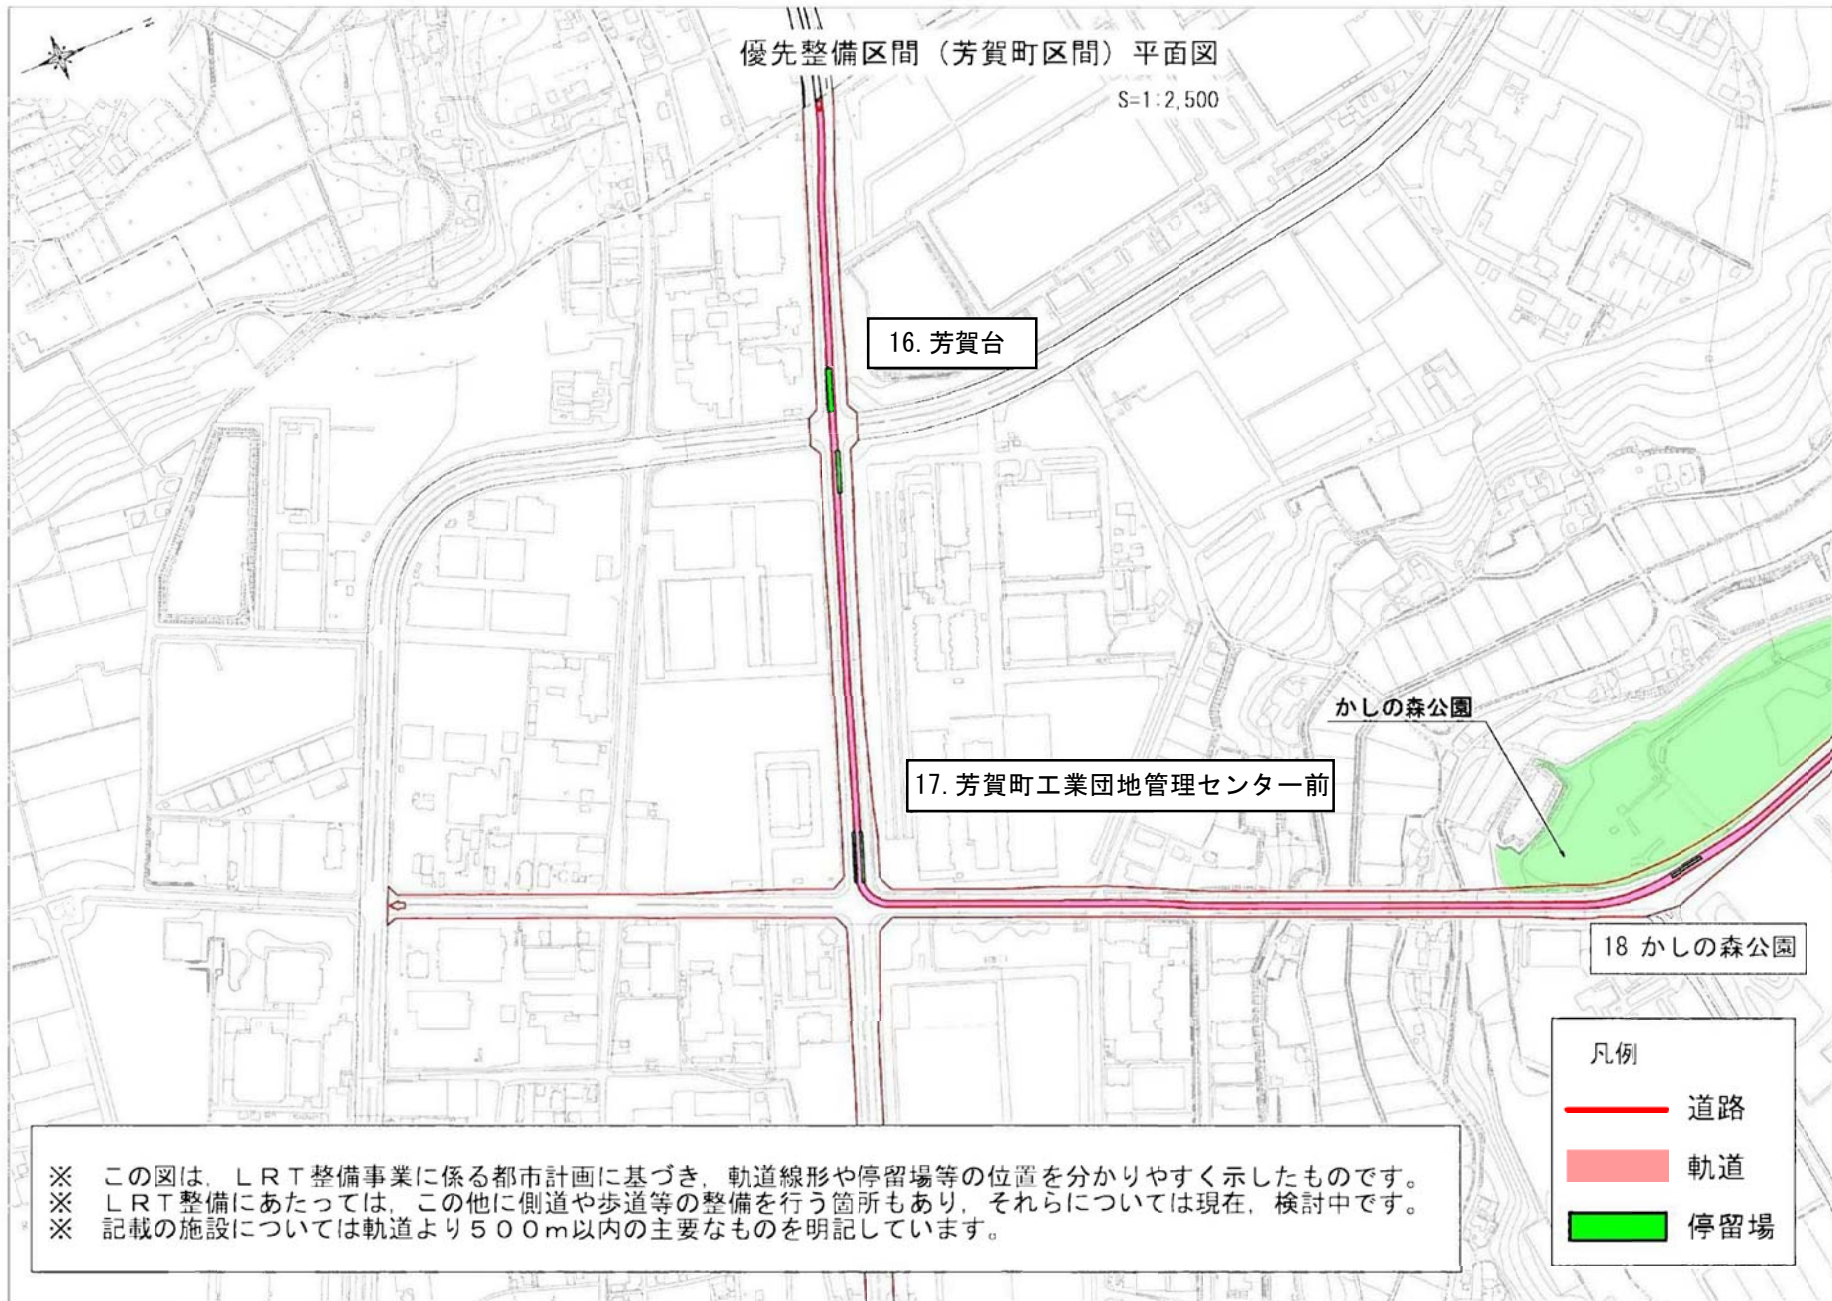 優先整備区間（芳賀町区間）平面図
S=1:2,500
16.芳賀台
かしの森公園
17.芳賀町工業団地管理センター前
18 かしの森公園
凡例
道路
軌道
停留場
※ この図は，ＬＲＴ整備事業に係る都市計画に基づき，軌道線形や停留場等の位置を分かりやすく示したものです。
※ ＬＲＴ整備にあたっては，この他に側道や歩道等の整備を行う箇所もあり，それらについては現在，検討中です。
※ 記載の施設については軌道より５００ｍ以内の主要なものを明記しています。